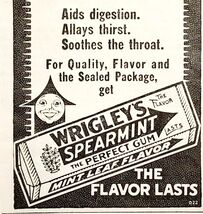 Aids digestion.
Allays thirst.
Soothes the throat.
For Quality, Flavor and
the Sealed Package,
get
WRIGLEY'S
SPEARMINT
THE PERFECT GUM
MINT LEAF FLAVOR
THE
FLAVOR
LASTS
THE
FLAVOR LASTS